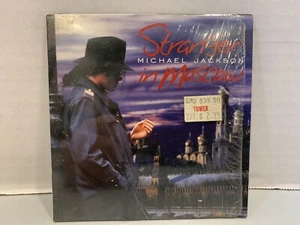 Stranger
MICHAEL JACKSON
in Moscow
TOWER